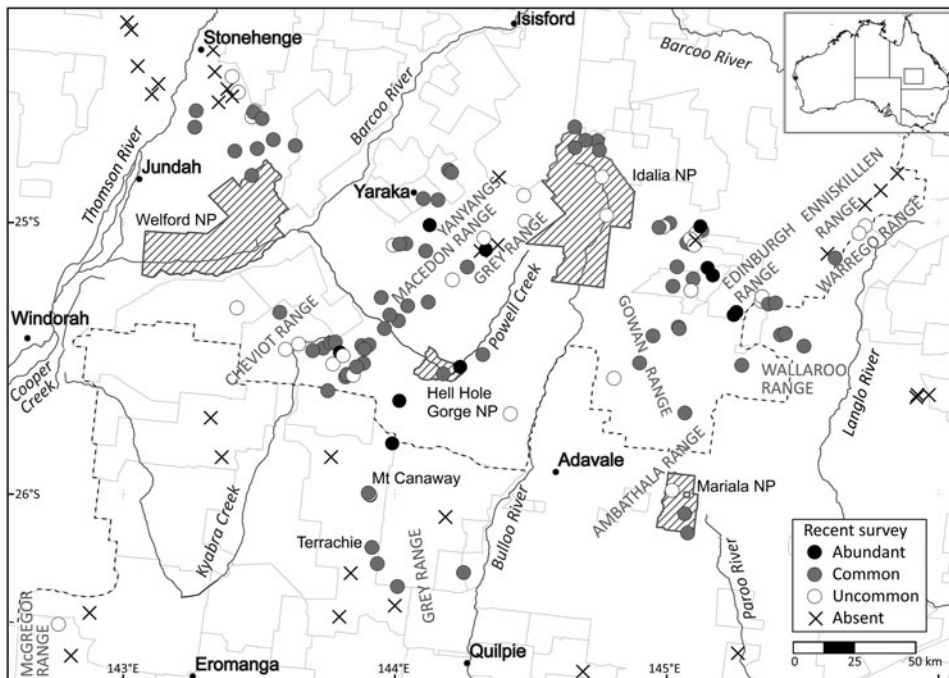 Isisford
Stonehenge
Barcoo River
Barcoo River
Thomson River
Jundah
Yaraka
Idalia NP
Welford NP
25°S
YANYANGS
MACEDON RANGE
GREY RANGE
ENNISKILLLEN
RANGE
WARREGO RANGE
EDINBURGH
RANGE
Powell Creek
Windorah
CHEVIOT RANGE
GOWAN RANGE
WALLAROO
RANGE
Cooper
Creek
Hell Hole
Gorge NP
Langlo River
Adavale
Mt Canaway
26°S
AMBATHALA RANGE
Mariala NP
Kyabra Creek
Terrachie
Bulloo River
GREY RANGE
Paroo River
Recent survey
Abundant
Common
Uncommon
Absent
McGREGOR
RANGE
143°E
Eromanga
144°E
Quilpie
145°E
0 25 50 km